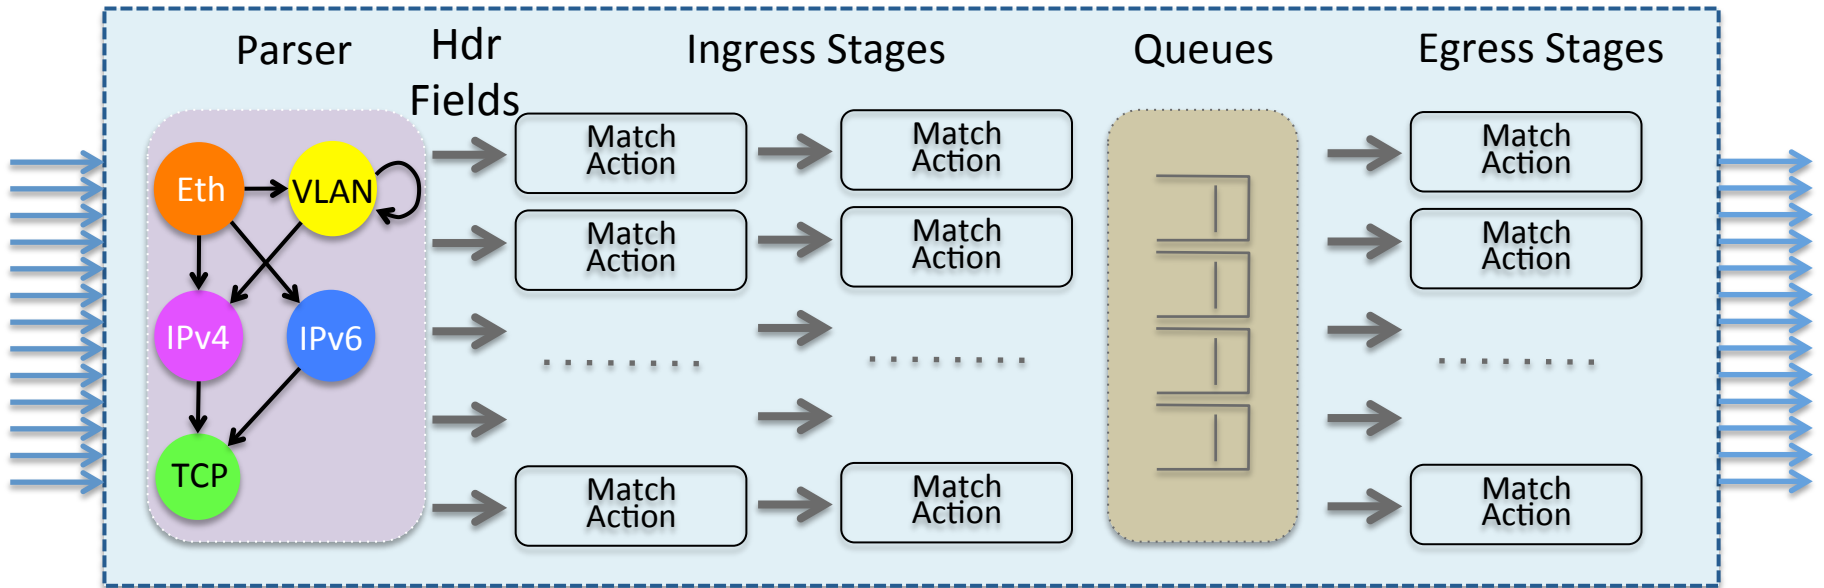 Parser
Hdr
Fields
Ingress Stages
Queues
Egress Stages
Eth
VLAN
IPv4
IPv6
TCP
Match
Action
Match
Action
Match
Action
Match
Action
Match
Action
Match
Action
Match
Action
Match
Action
Match
Action